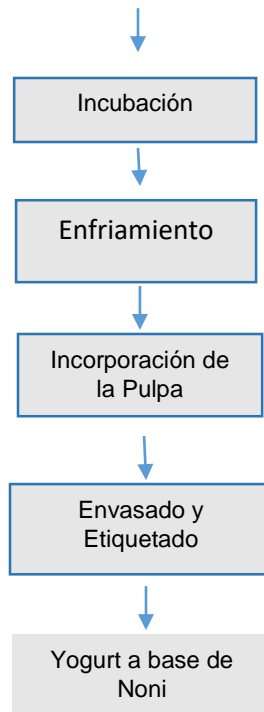 Incubación
Enfriamiento
Incorporación de
la Pulpa
Envasado y
Etiquetado
Yogurt a base de
Noni